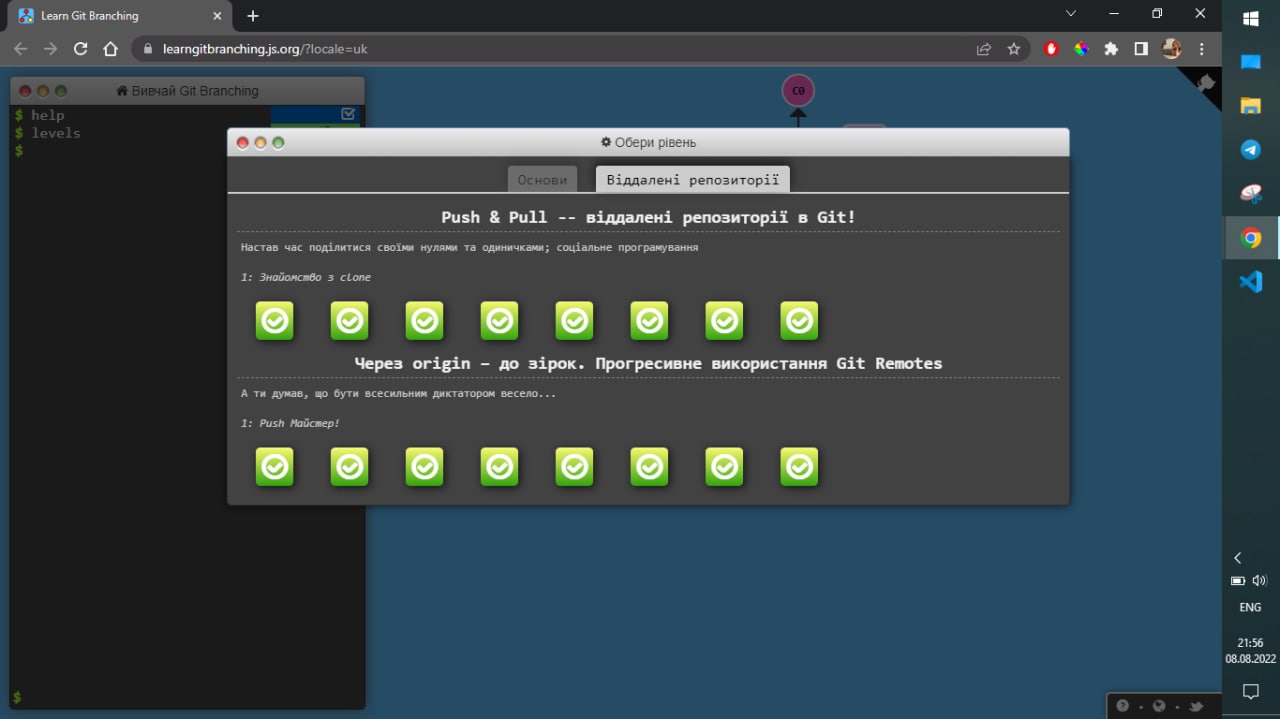 Learn Git Branching
learngitbranching.js.org/?locale=uk
Вивчай Git Branching
$ help
$ levels
$
C0
Обери рівень
Основи
Віддалені репозиторії
Push & Pull -- віддалені репозиторії в Git!
Настав час поділитися своїми нулями та одиничками; соціальне програмування
1: Знайомство з clone
Через origin – до зірок. Прогресивне використання Git Remotes
А ти думав, що бути всесильним диктатором весело...
1: Push Майстер!
$
ENG
21:56
08.08.2022